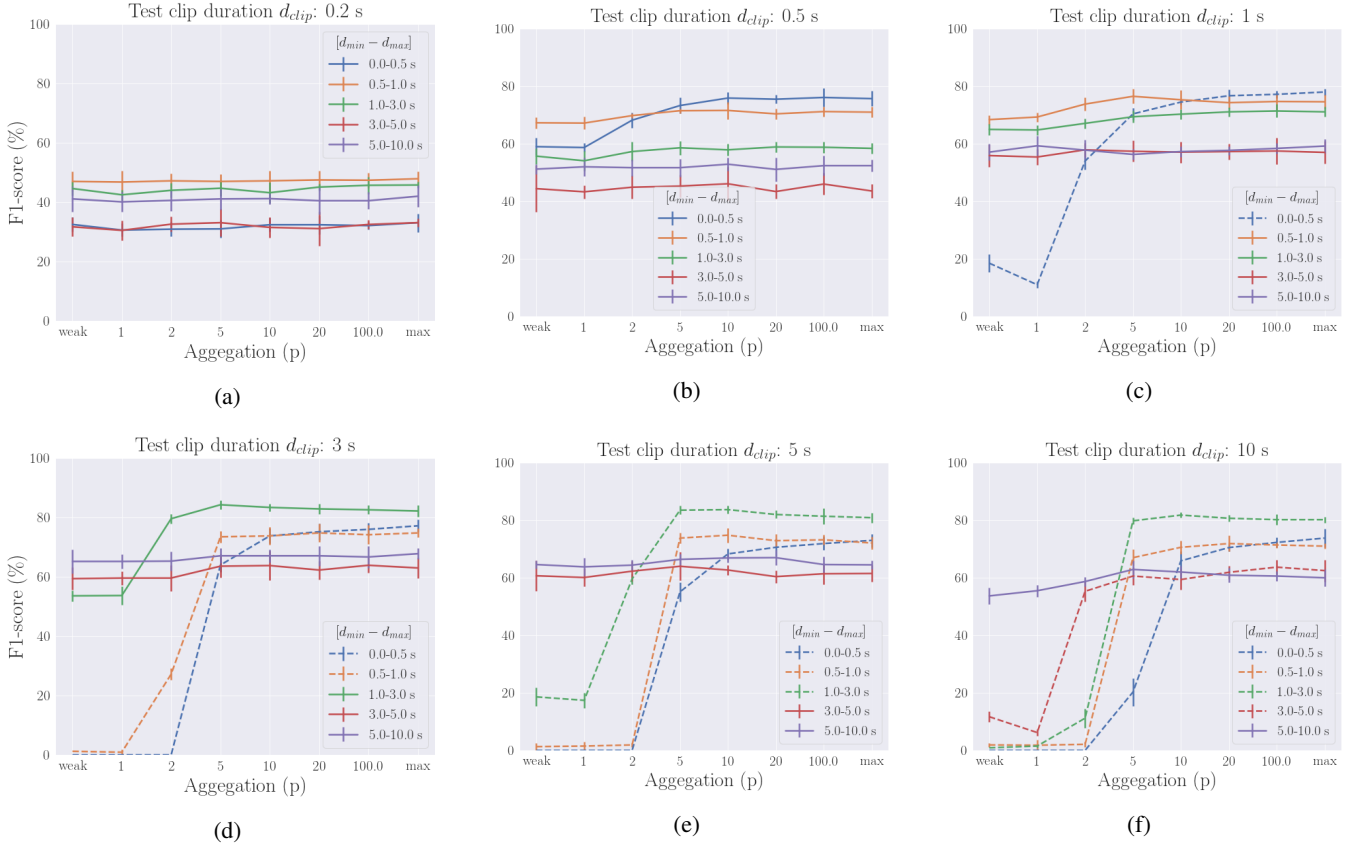 Test clip duration d_clip: 0.2 s
100
80
60
40
20
0
F1-score (%)
[d_min − d_max]
0.0-0.5 s
0.5-1.0 s
1.0-3.0 s
3.0-5.0 s
5.0-10.0 s
weak 1 2 5 10 20 100.0 max
Aggegation (p)
(a)
Test clip duration d_clip: 0.5 s
100
80
60
40
20
0
[d_min − d_max]
0.0-0.5 s
0.5-1.0 s
1.0-3.0 s
3.0-5.0 s
5.0-10.0 s
weak 1 2 5 10 20 100.0 max
Aggegation (p)
(b)
Test clip duration d_clip: 1 s
100
80
60
40
20
0
[d_min − d_max]
0.0-0.5 s
0.5-1.0 s
1.0-3.0 s
3.0-5.0 s
5.0-10.0 s
weak 1 2 5 10 20 100.0 max
Aggegation (p)
(c)
Test clip duration d_clip: 3 s
100
80
60
40
20
0
F1-score (%)
[d_min − d_max]
0.0-0.5 s
0.5-1.0 s
1.0-3.0 s
3.0-5.0 s
5.0-10.0 s
weak 1 2 5 10 20 100.0 max
Aggegation (p)
(d)
Test clip duration d_clip: 5 s
100
80
60
40
20
0
[d_min − d_max]
0.0-0.5 s
0.5-1.0 s
1.0-3.0 s
3.0-5.0 s
5.0-10.0 s
weak 1 2 5 10 20 100.0 max
Aggegation (p)
(e)
Test clip duration d_clip: 10 s
100
80
60
40
20
0
[d_min − d_max]
0.0-0.5 s
0.5-1.0 s
1.0-3.0 s
3.0-5.0 s
5.0-10.0 s
weak 1 2 5 10 20 100.0 max
Aggegation (p)
(f)